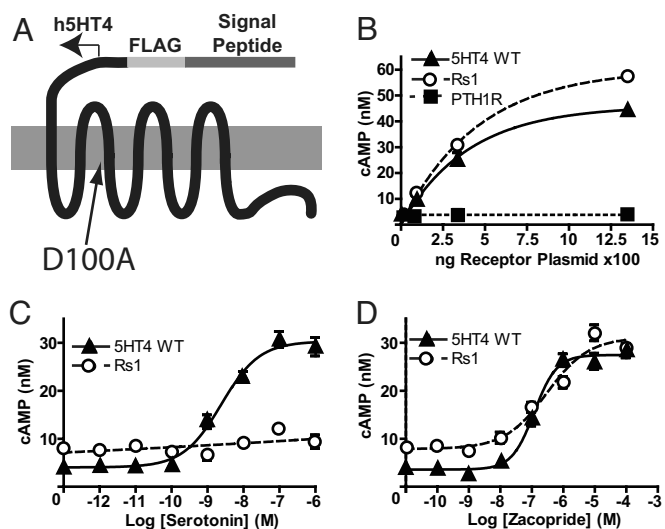 A
h5HT4
FLAG
Signal
Peptide
D100A
B
5HT4 WT
Rs1
PTH1R
cAMP (nM)
60
50
40
30
20
10
0 2.5 5 7.5 10 12.5 15
ng Receptor Plasmid x100
C
5HT4 WT
Rs1
cAMP (nM)
30
20
10
0 -12 -11 -10 -9 -8 -7 -6
Log [Serotonin] (M)
D
5HT4 WT
Rs1
cAMP (nM)
30
20
10
0 -10 -9 -8 -7 -6 -5 -4 -3
Log [Zacopride] (M)